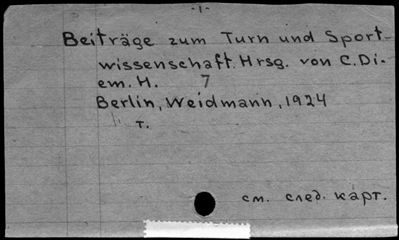 -1-
Beiträge zum Turn und Sport-
wissenschaft. Hrsg. von C. Di-
em. H. 7
Berlin, Weidmann, 1924
т.
см. след. карт.